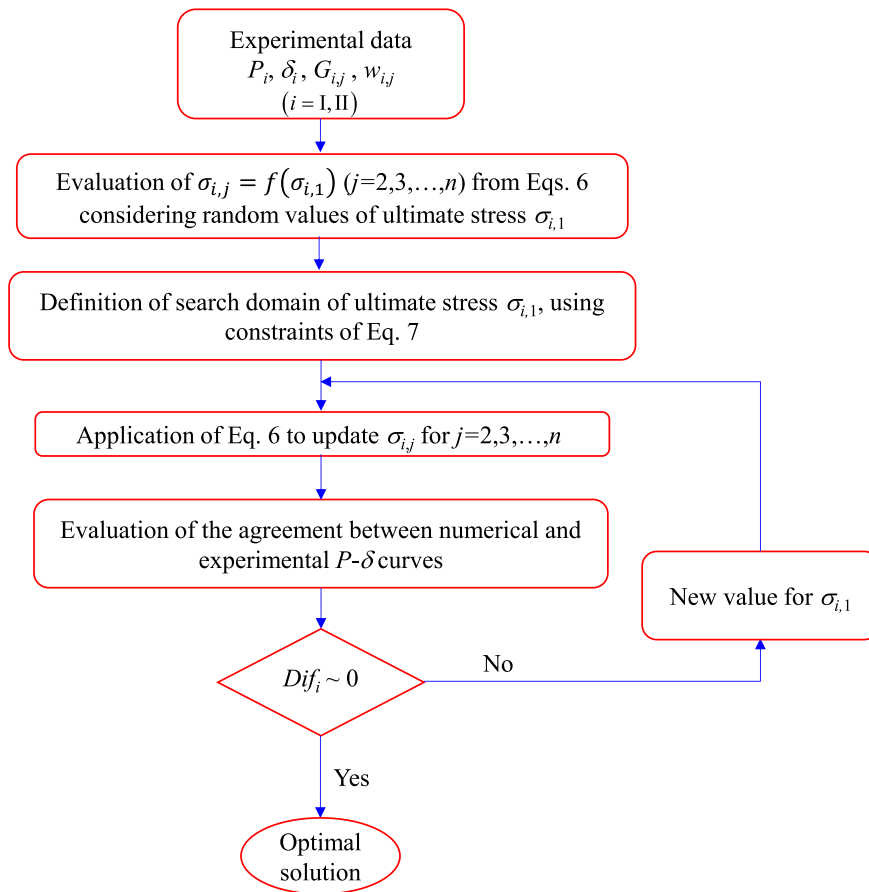 Experimental data
P_i, δ_i, G_{i,j}, w_{i,j}
(i = I, II)
Evaluation of σ_{i,j} = f(σ_{i,1}) (j=2,3,…,n) from Eqs. 6
considering random values of ultimate stress σ_{i,1}
Definition of search domain of ultimate stress σ_{i,1}, using
constraints of Eq. 7
Application of Eq. 6 to update σ_{i,j} for j=2,3,…,n
Evaluation of the agreement between numerical and
experimental P-δ curves
New value for σ_{i,1}
Dif_i ~ 0
No
Yes
Optimal
solution